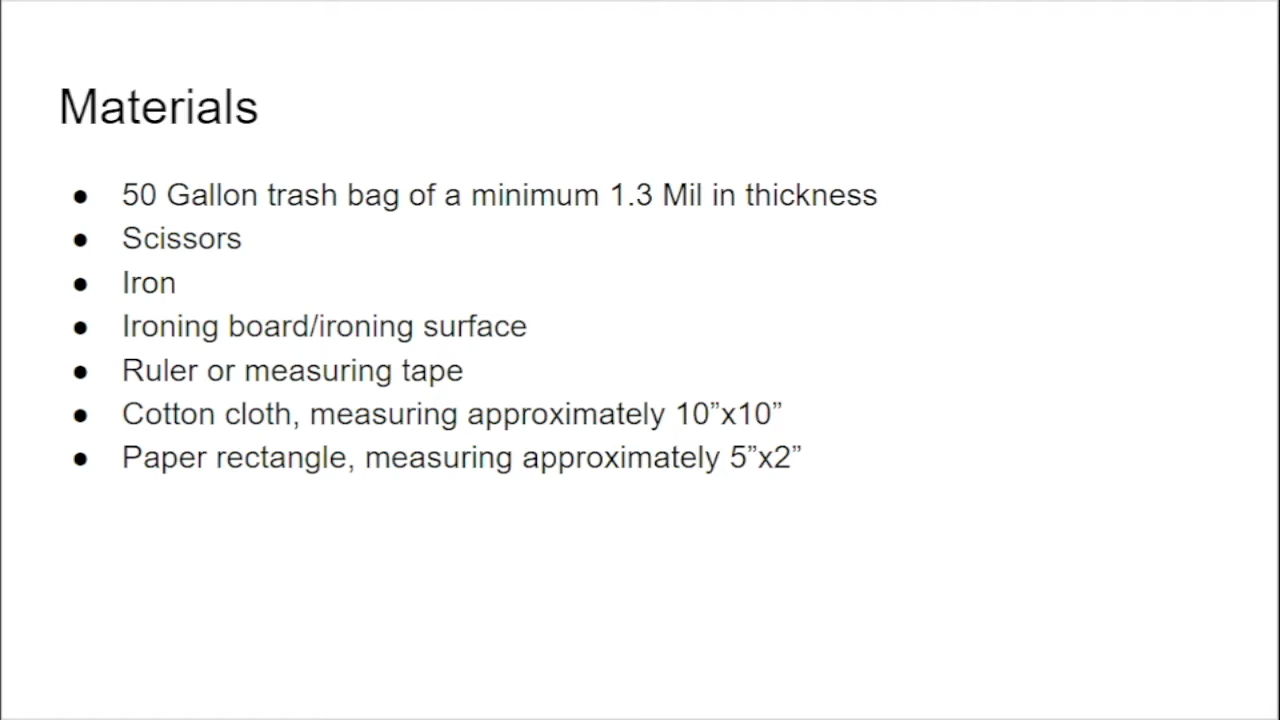 Materials
● 50 Gallon trash bag of a minimum 1.3 Mil in thickness
● Scissors
● Iron
● Ironing board/ironing surface
● Ruler or measuring tape
● Cotton cloth, measuring approximately 10”x10”
● Paper rectangle, measuring approximately 5”x2”